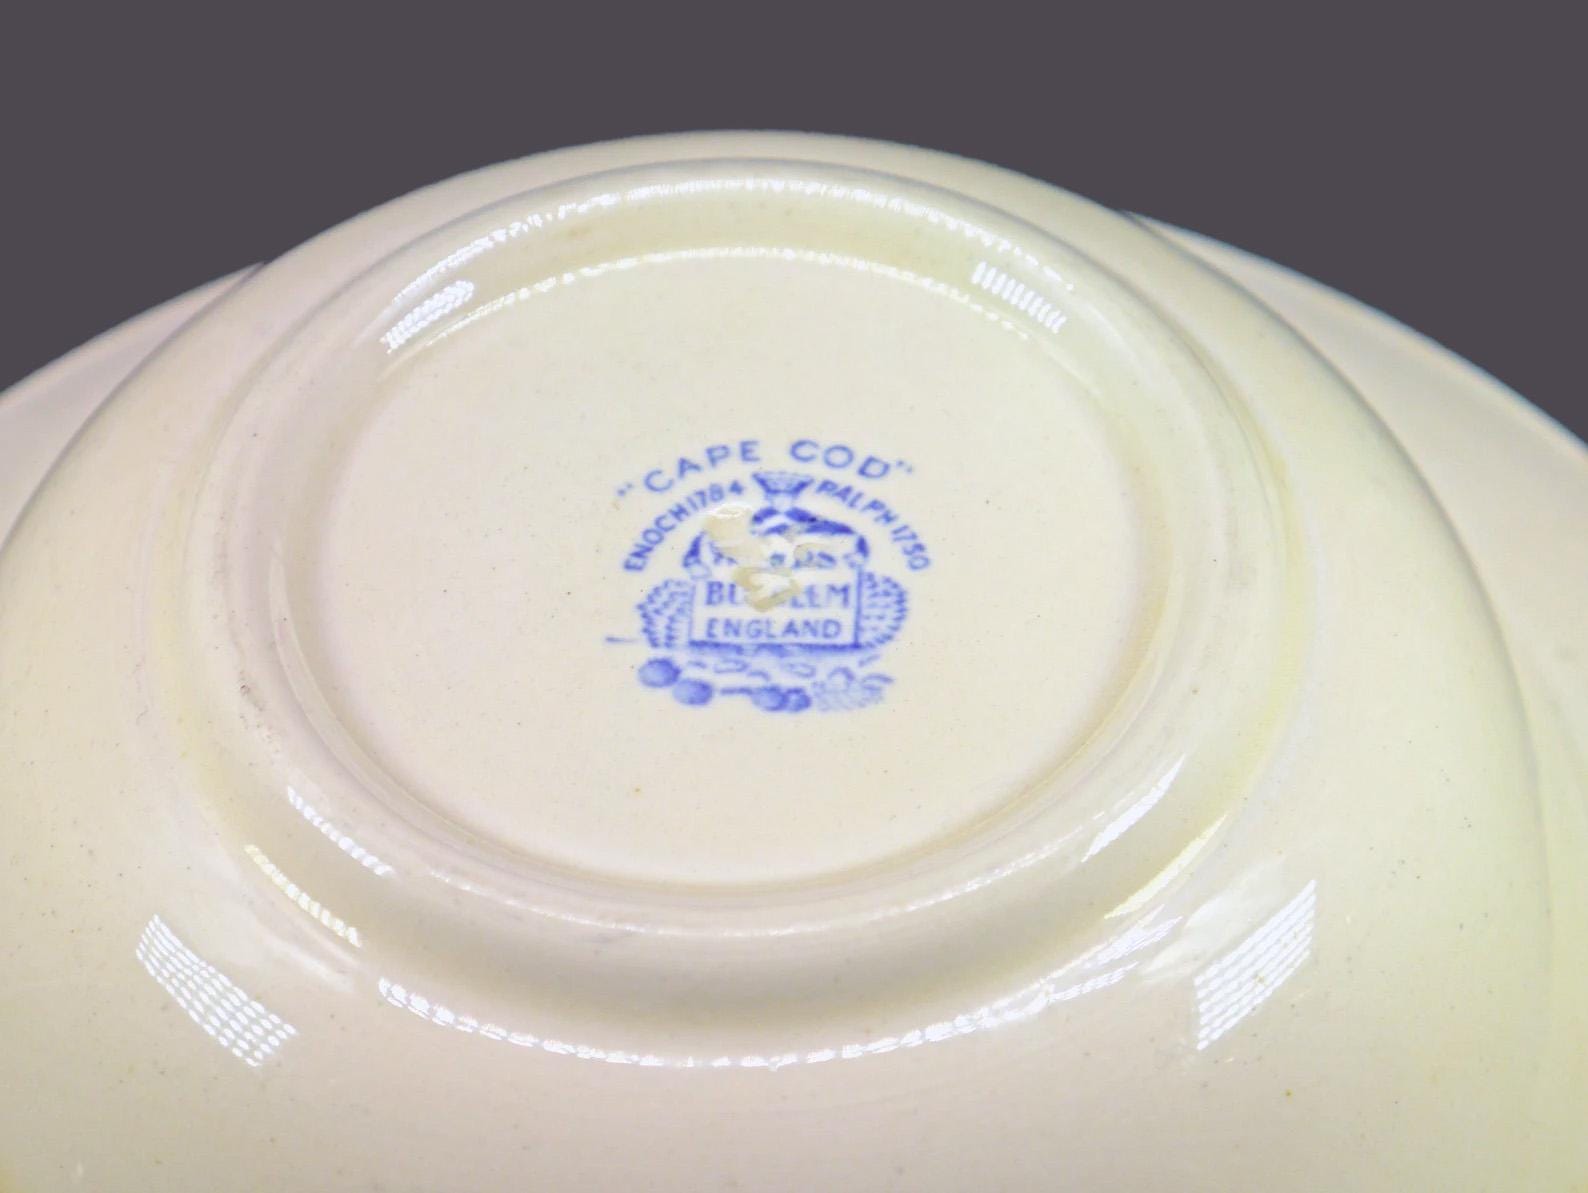 "CAPE COD"
ENOCH 1784 RALPH 1750
ENGLAND